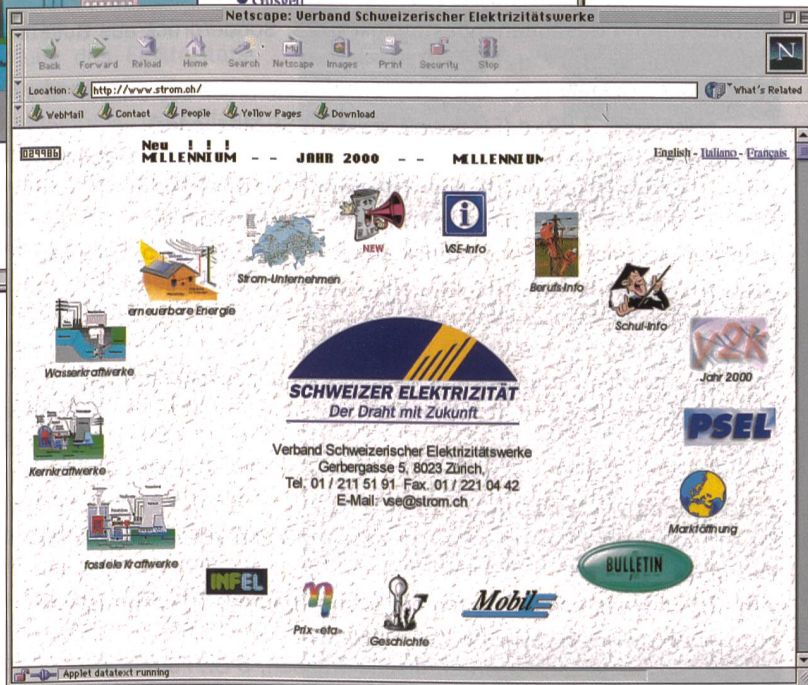 Netscape: Verband Schweizerischer Elektrizitätswerke
Back Forward Reload Home Search Netscape Images Print Security Stop
N
Location: http://www.strom.ch/ What's Related
WebMail Contact People Yellow Pages Download
029986
Neu ! ! !
MILLENNIUM - - JAHR 2000 - - MILLENNIUM
English - Italiano - Français
NEW
VSE-Info
Strom-Unternehmen
Berufs-Info
erneuerbare Energie
Schul-Info
Wasserkraftwerke
Y2K
Jahr 2000
SCHWEIZER ELEKTRIZITÄT
Der Draht mit Zukunft
PSEL
Kernkraftwerke
Verband Schweizerischer Elektrizitätswerke
Gerbergasse 5, 8023 Zürich,
Tel. 01 / 211 51 91 Fax. 01 / 221 04 42
E-Mail: vse@strom.ch
Marktöffnung
fossiele Kraftwerke
BULLETIN
INFEL
Prix «eta»
Geschichte
Mobil
Applet datatext running